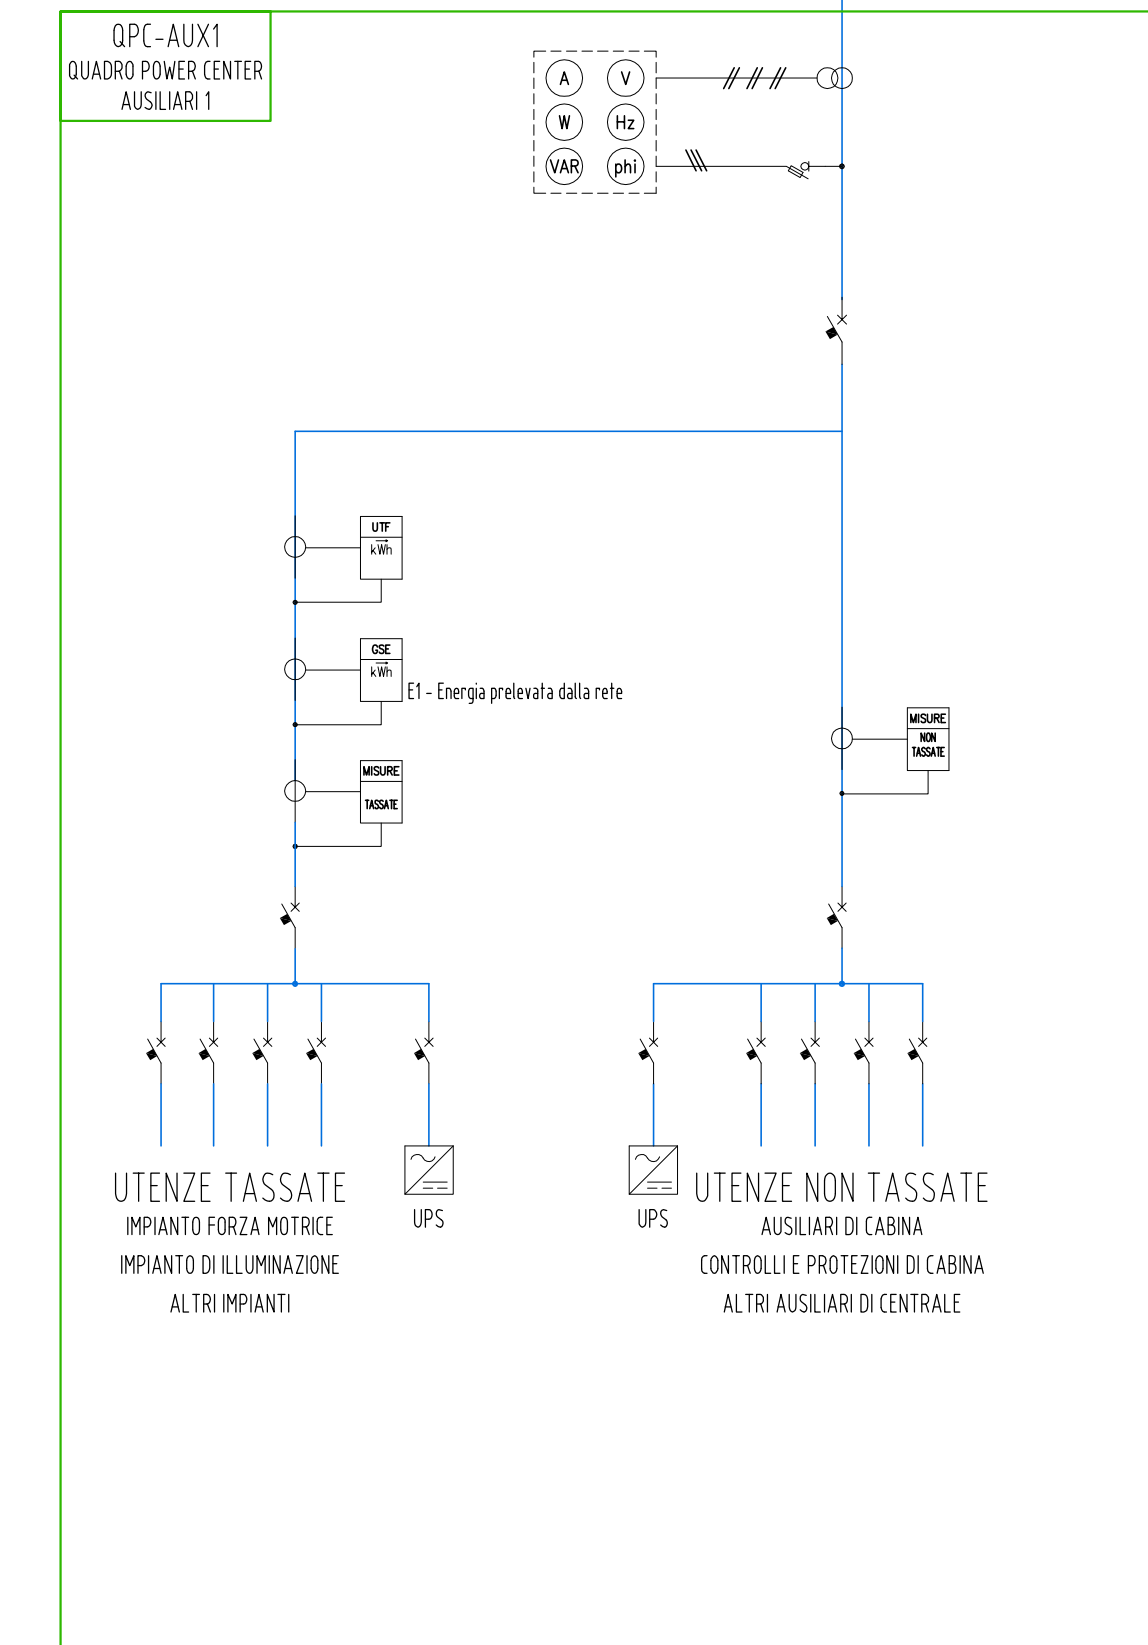 QPC-AUX1
QUADRO POWER CENTER
AUSILIARI 1
A V
W Hz
VAR phi
UTF
kWh
GSE
kWh
E1 - Energia prelevata dalla rete
MISURE
TASSATE
MISURE
NON
TASSATE
UTENZE TASSATE
IMPIANTO FORZA MOTRICE
IMPIANTO DI ILLUMINAZIONE
ALTRI IMPIANTI
UPS
UPS
UTENZE NON TASSATE
AUSILIARI DI CABINA
CONTROLLI E PROTEZIONI DI CABINA
ALTRI AUSILIARI DI CENTRALE